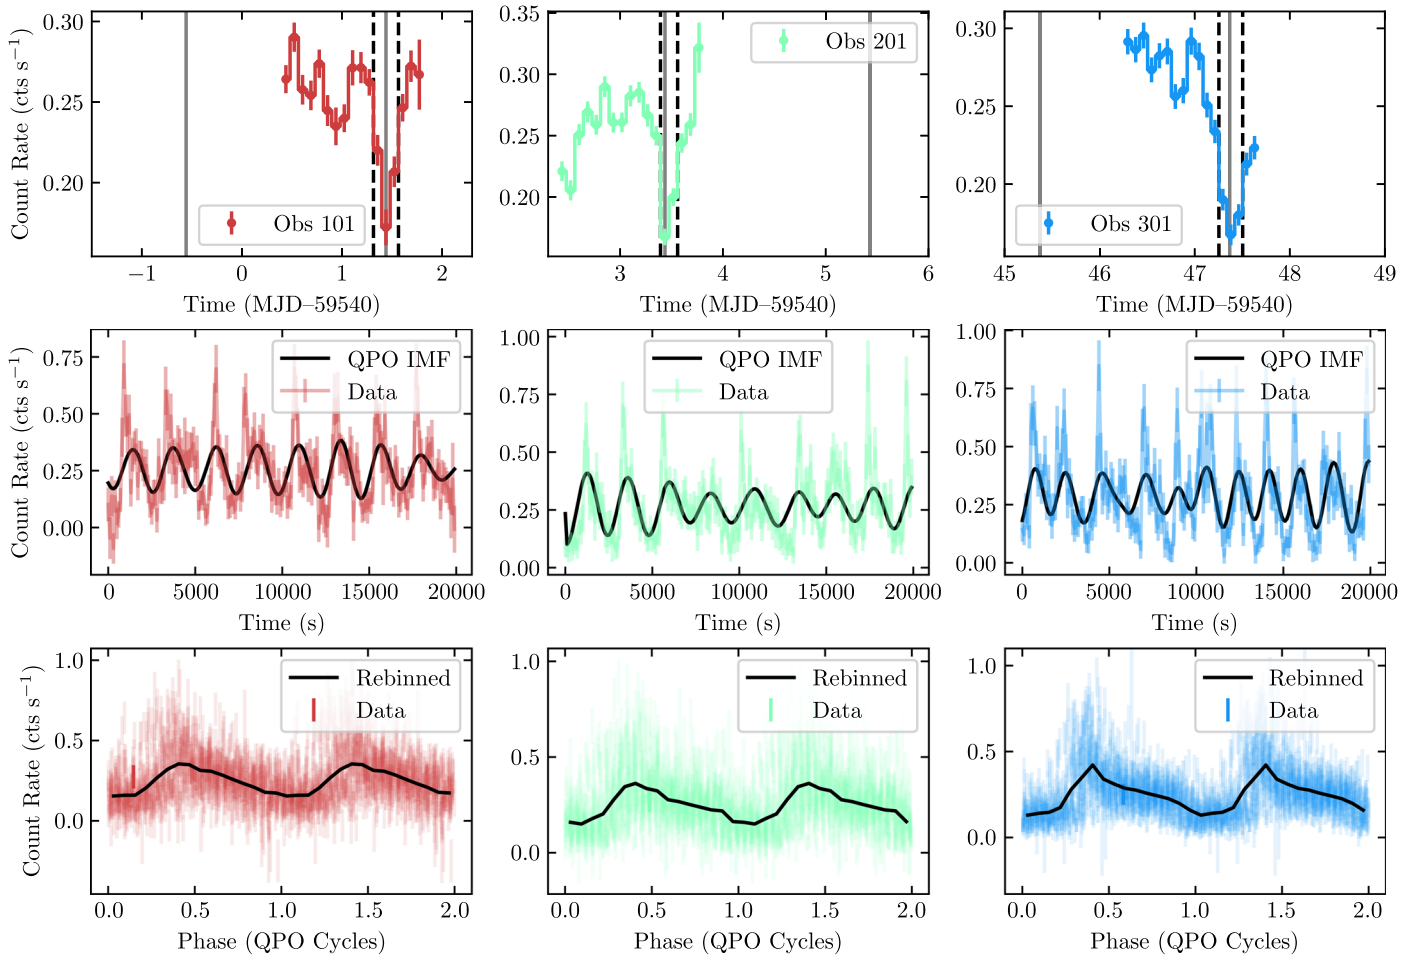 Count Rate (cts s⁻¹)
0.30
0.25
0.20
Obs 101
−1
0
1
2
Time (MJD–59540)
0.35
0.30
0.25
0.20
Obs 201
3
4
5
6
Time (MJD–59540)
0.30
0.25
0.20
Obs 301
45
46
47
48
49
Time (MJD–59540)
Count Rate (cts s⁻¹)
0.75
0.50
0.25
0.00
QPO IMF
Data
0
5000
10000
15000
20000
Time (s)
1.00
0.75
0.50
0.25
0.00
QPO IMF
Data
0
5000
10000
15000
20000
Time (s)
1.00
0.75
0.50
0.25
0.00
QPO IMF
Data
0
5000
10000
15000
20000
Time (s)
Count Rate (cts s⁻¹)
1.0
0.5
0.0
Rebinned
Data
0.0
0.5
1.0
1.5
2.0
Phase (QPO Cycles)
1.0
0.5
0.0
Rebinned
Data
0.0
0.5
1.0
1.5
2.0
Phase (QPO Cycles)
1.0
0.5
0.0
Rebinned
Data
0.0
0.5
1.0
1.5
2.0
Phase (QPO Cycles)